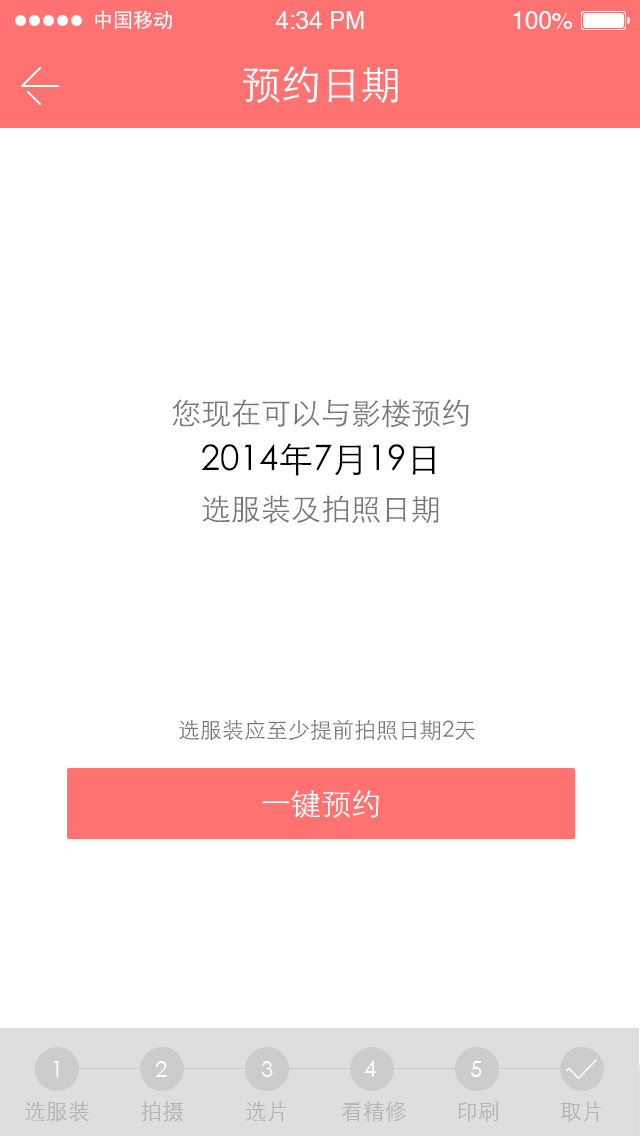 中国移动 4:34 PM 100%
预约日期
您现在可以与影楼预约
2014年7月19日
选服装及拍照日期
选服装应至少提前拍照日期2天
一键预约
1 2 3 4 5
选服装 拍摄 选片 看精修 印刷 取片